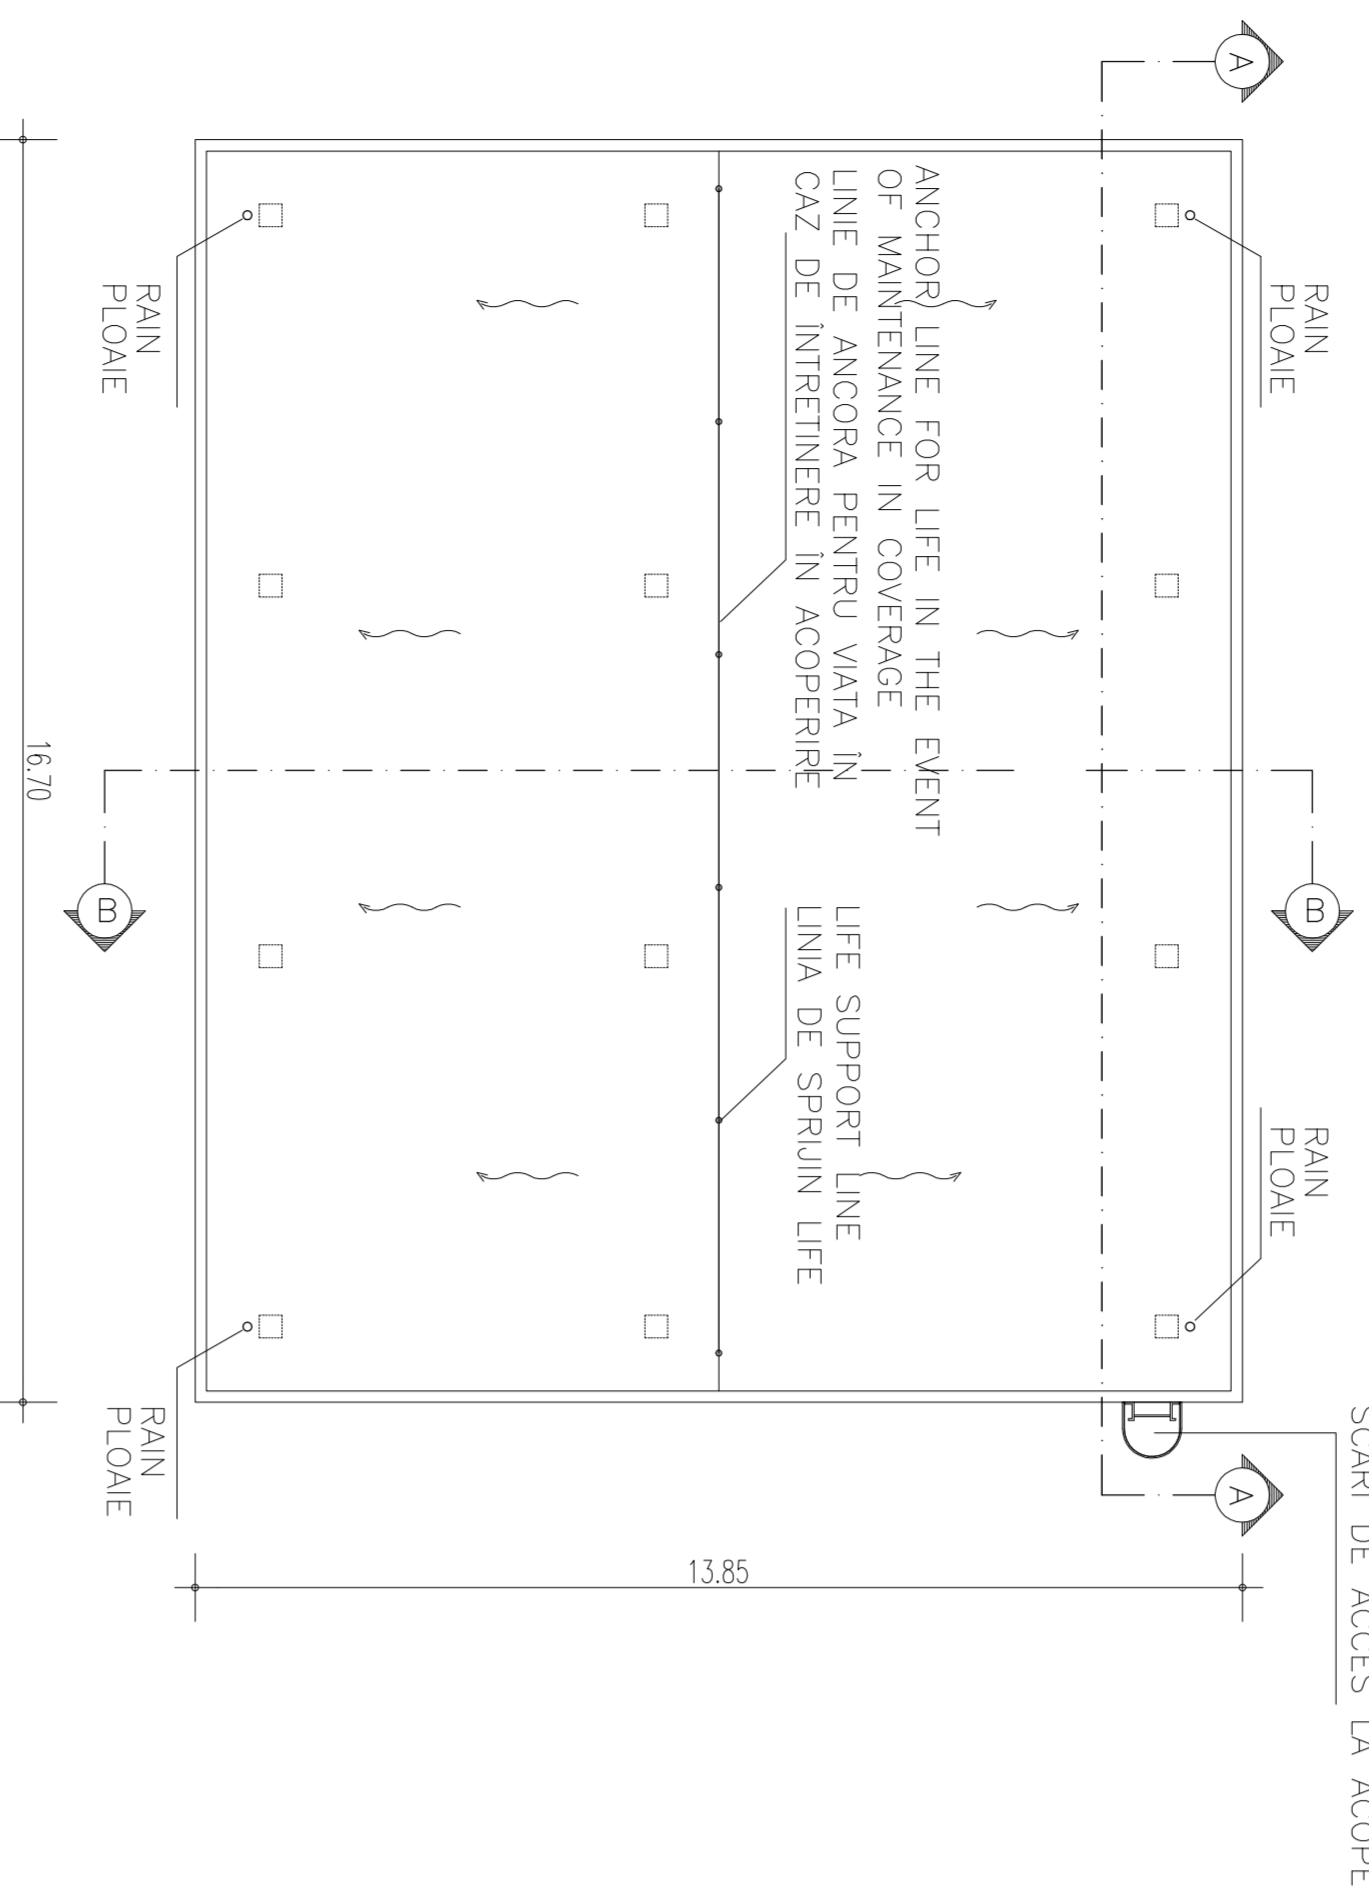 A
RAIN
PLOAIE
RAIN
PLOAIE
SCARI DE ACCES LA ACOPE
B
ANCHOR LINE FOR LIFE IN THE EVENT
OF MAINTENANCE IN COVERAGE
LINIE DE ANCORA PENTRU VIATA ÎN
CAZ DE ÎNTRETINERE ÎN ACOPERIRE
LIFE SUPPORT LINE
LINIA DE SPRIJIN LIFE
A
13.85
RAIN
PLOAIE
B
RAIN
PLOAIE
16.70